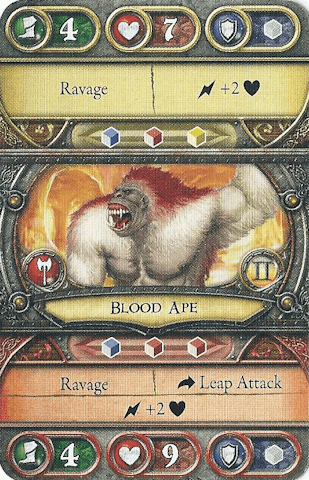 4 7
Ravage +2
BLOOD APE
II
Ravage Leap Attack
+2
4 9